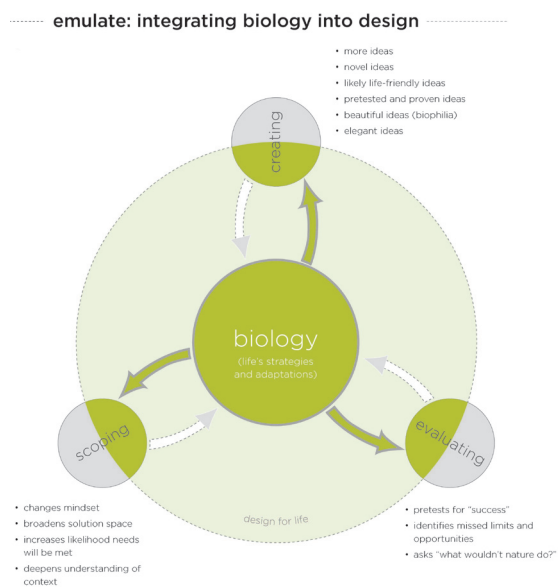 emulate: integrating biology into design
• more ideas
• novel ideas
• likely life-friendly ideas
• pretested and proven ideas
• beautiful ideas (biophilia)
• elegant ideas
creating
biology
(life's strategies
and adaptations)
scoping
evaluating
design for life
• changes mindset
• broadens solution space
• increases likelihood needs
will be met
• deepens understanding of
context
• pretests for "success"
• identifies missed limits and
opportunities
• asks "what wouldn't nature do?"